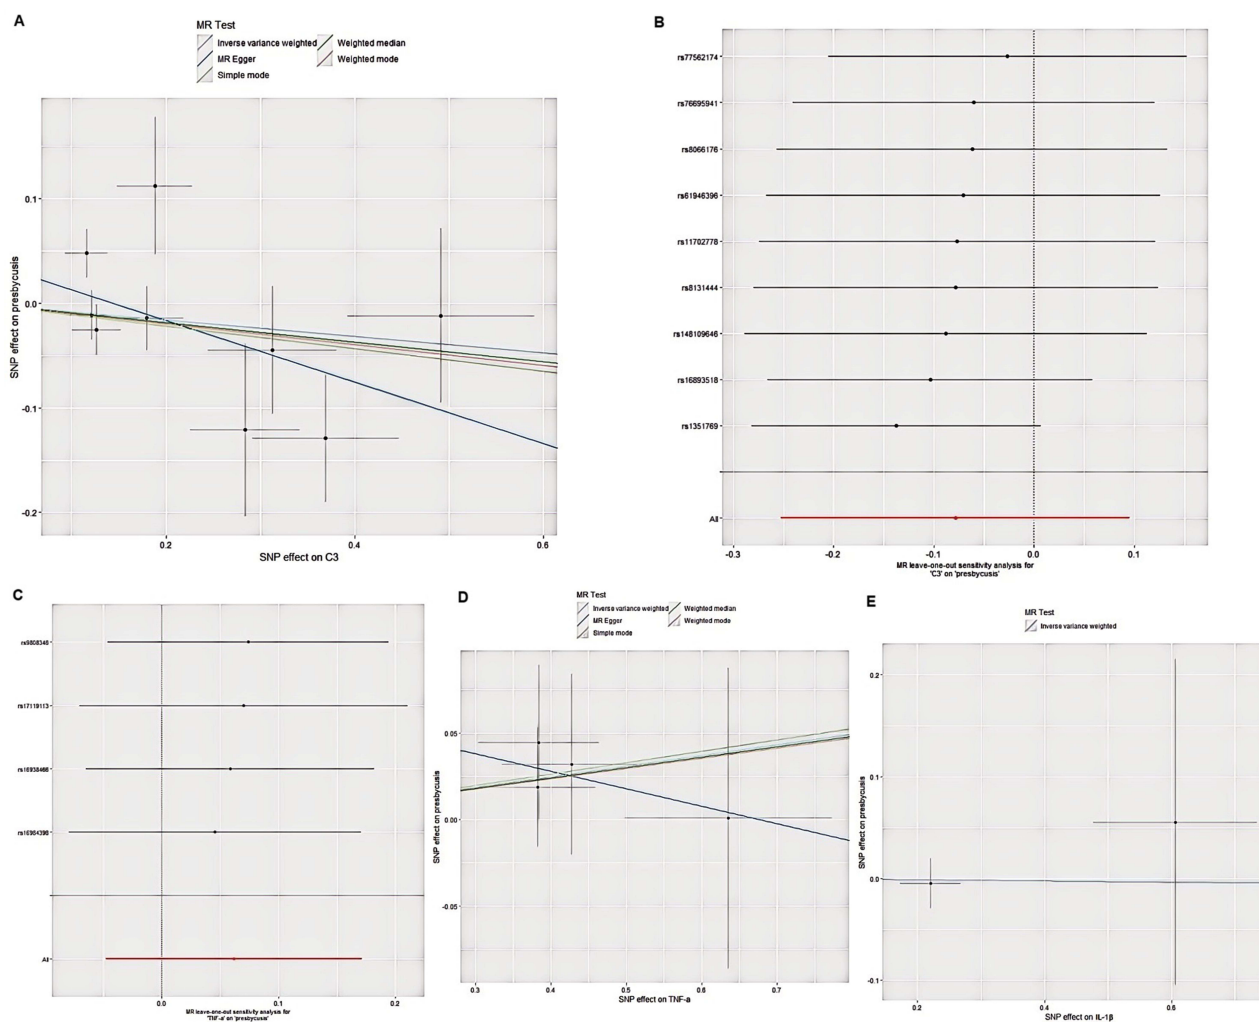 A
MR Test
Inverse variance weighted
Weighted median
MR Egger
Weighted mode
Simple mode
SNP effect on presbycusis
0.1
0.0
-0.1
-0.2
0.2
0.4
0.6
SNP effect on C3
B
rs77562174
rs76695941
rs8066176
rs61946396
rs11702778
rs8131444
rs148109646
rs16893518
rs1351769
All
-0.3
-0.2
-0.1
0.0
0.1
MR leave-one-out sensitivity analysis for
'C3' on 'presbycusis'
C
rs9808346
rs17119113
rs16938466
rs16984396
All
0.0
0.1
0.2
MR leave-one-out sensitivity analysis for
'TNF-a' on 'presbycusis'
D
MR Test
Inverse variance weighted
Weighted median
MR Egger
Weighted mode
Simple mode
SNP effect on presbycusis
0.05
0.00
-0.05
0.3
0.4
0.5
0.6
0.7
SNP effect on TNF-a
E
MR Test
Inverse variance weighted
SNP effect on presbycusis
0.2
0.1
0.0
-0.1
0.2
0.4
0.6
SNP effect on IL-1β